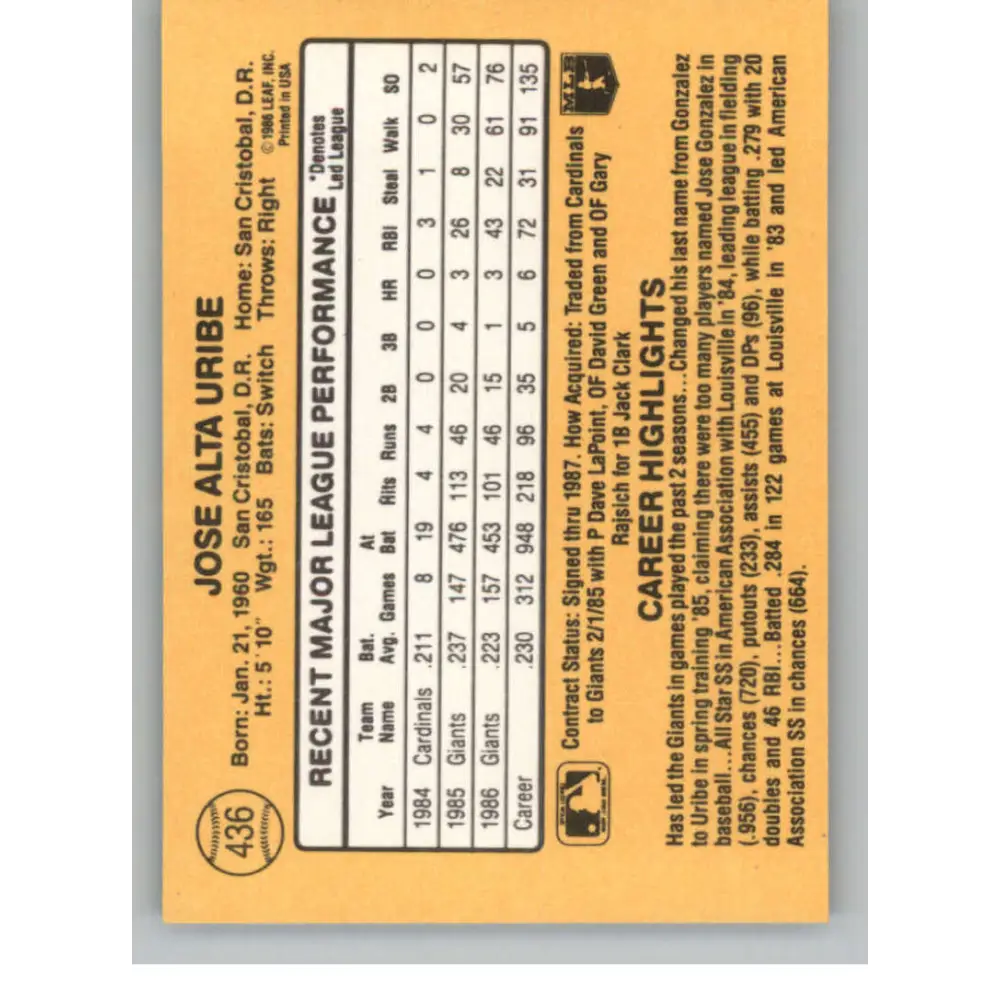 436
JOSE ALTA URIBE
Born: Jan. 21, 1960 San Cristobal, D.R. Home: San Cristobal, D.R.
Ht.: 5'10" Wgt.: 165 Bats: Switch Throws: Right
© 1986 LEAF, INC.
Printed in USA
RECENT MAJOR LEAGUE PERFORMANCE
*Denotes
Led League
Year Team Name Bat. Avg. Games At Bat Hits Runs 2B 3B HR RBI Steal Walk SO
1984 Cardinals .211 8 19 4 4 0 0 0 3 1 0 2
1985 Giants .237 147 476 113 46 20 4 3 26 8 30 57
1986 Giants .223 157 453 101 46 15 1 3 43 22 61 76
Career .230 312 948 218 96 35 5 6 72 31 91 135
Contract Status: Signed thru 1987. How Acquired: Traded from Cardinals
to Giants 2/1/85 with P Dave LaPoint, OF David Green and OF Gary
Rajsich for 1B Jack Clark
MLB
CAREER HIGHLIGHTS
Has led the Giants in games played the past 2 seasons...Changed his last name from Gonzalez
to Uribe in spring training '85, claiming there were too many players named Jose Gonzalez in
baseball...All Star SS in American Association with Louisville in '84, leading league in fielding
(.956), chances (720), putouts (233), assists (455) and DPs (96), while batting .279 with 20
doubles and 46 RBI...Batted .284 in 122 games at Louisville in '83 and led American
Association SS in chances (664).